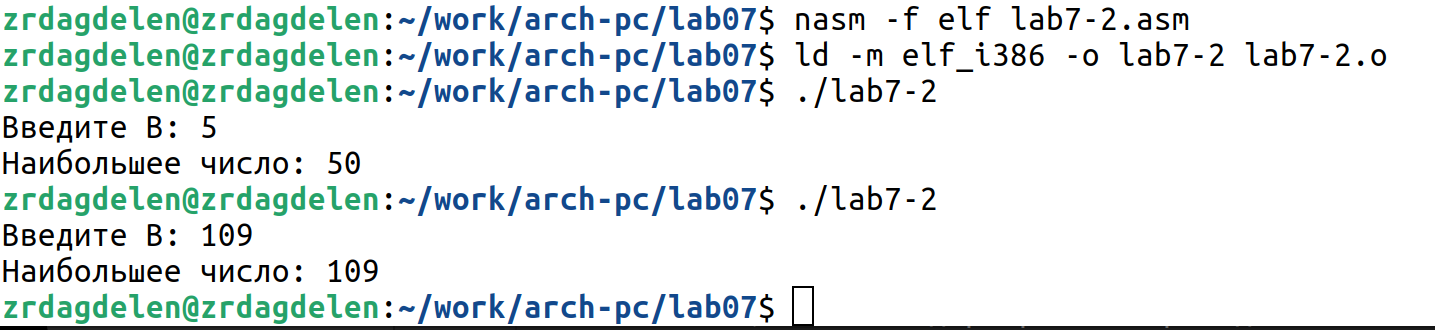 zrdagdelen@zrdagdelen:~/work/arch-pc/lab07$ nasm -f elf lab7-2.asm
zrdagdelen@zrdagdelen:~/work/arch-pc/lab07$ ld -m elf_i386 -o lab7-2 lab7-2.o
zrdagdelen@zrdagdelen:~/work/arch-pc/lab07$ ./lab7-2
Введите B: 5
Наибольшее число: 50
zrdagdelen@zrdagdelen:~/work/arch-pc/lab07$ ./lab7-2
Введите B: 109
Наибольшее число: 109
zrdagdelen@zrdagdelen:~/work/arch-pc/lab07$